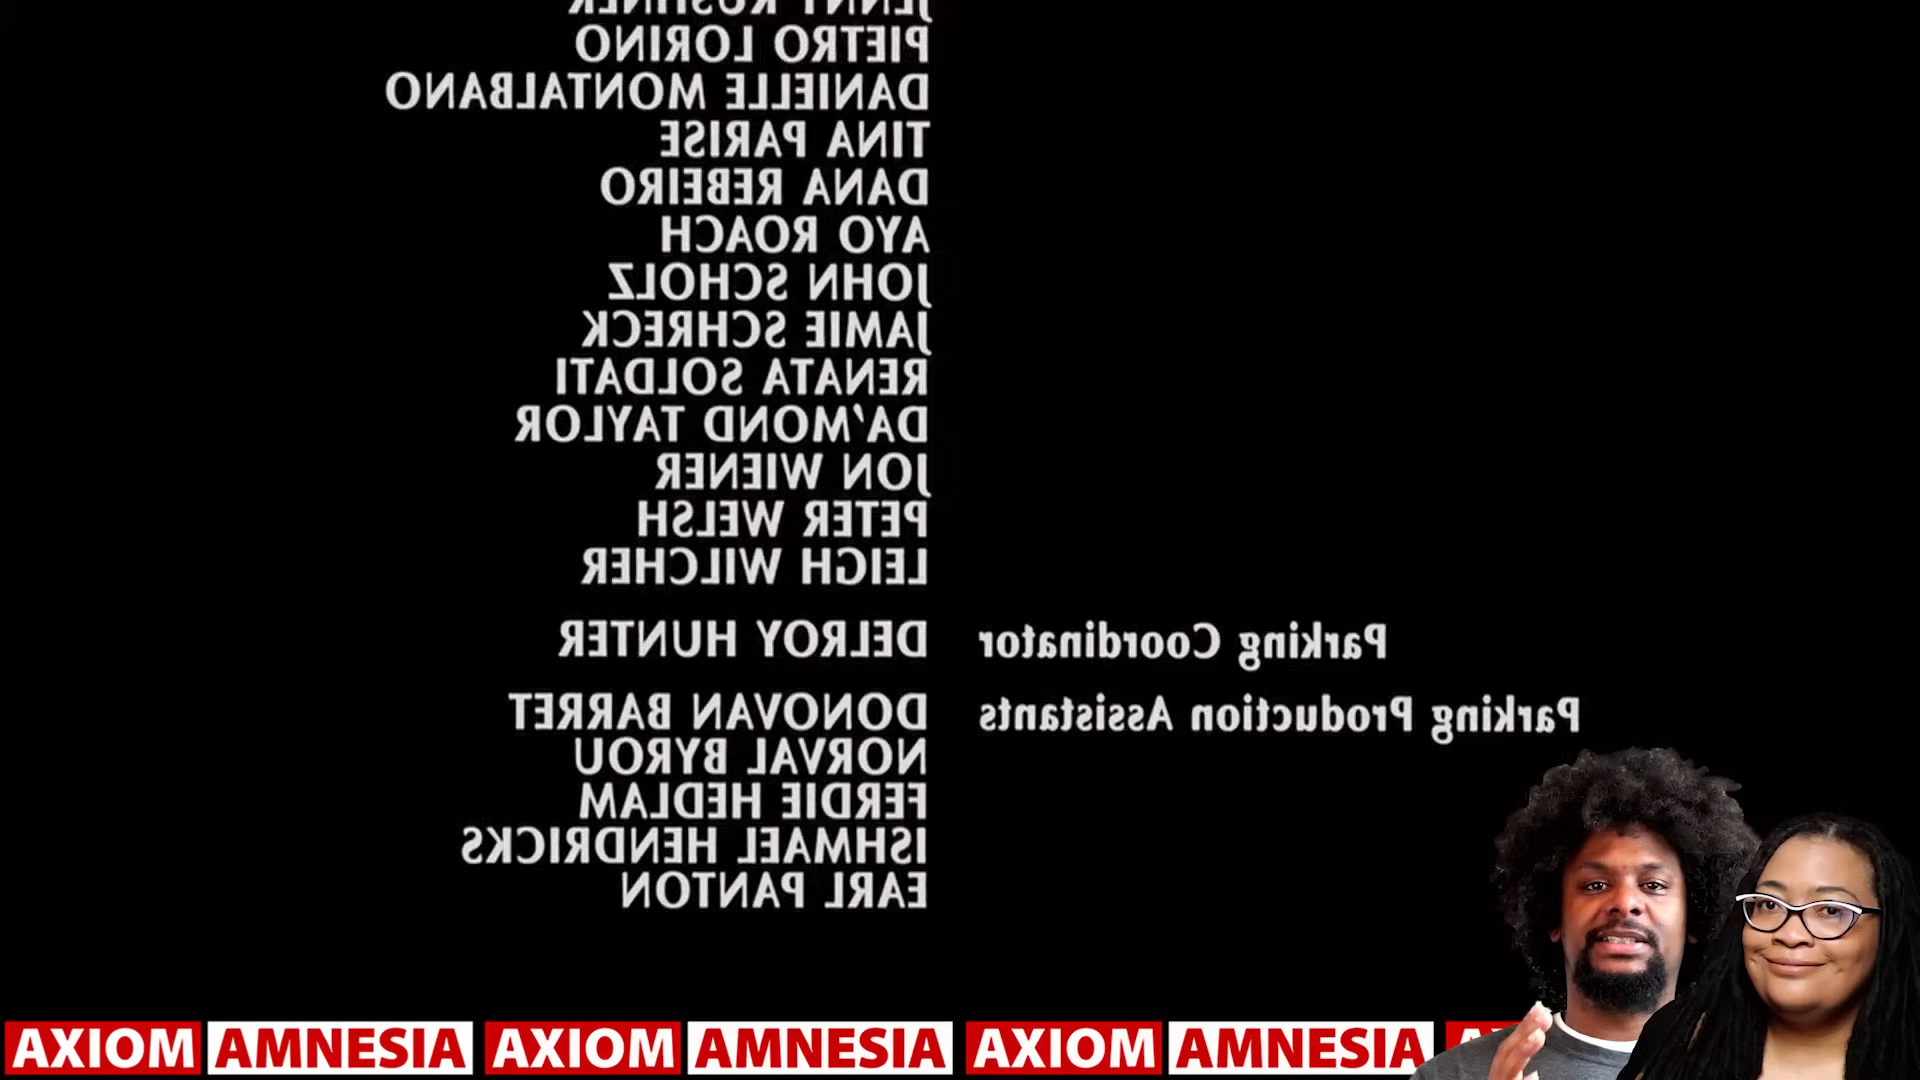 JENNY KUSHNER
PIETRO LORINO
DANIELLE MONTALBANO
TINA PARISE
DANA REBEIRO
AYO ROACH
JOHN SCHOLZ
JAMIE SCHRECK
RENATA SOLDATI
DA'MOND TAYLOR
JON WIENER
PETER WELSH
LEIGH WILCHER
Parking Coordinator DELROY HUNTER
Parking Production Assistants DONOVAN BARRET
NORVAL BYROU
FERDIE HEDLAM
ISHMAEL HENDRICKS
EARL PANTON
AXIOM AMNESIA AXIOM AMNESIA AXIOM AMNESIA